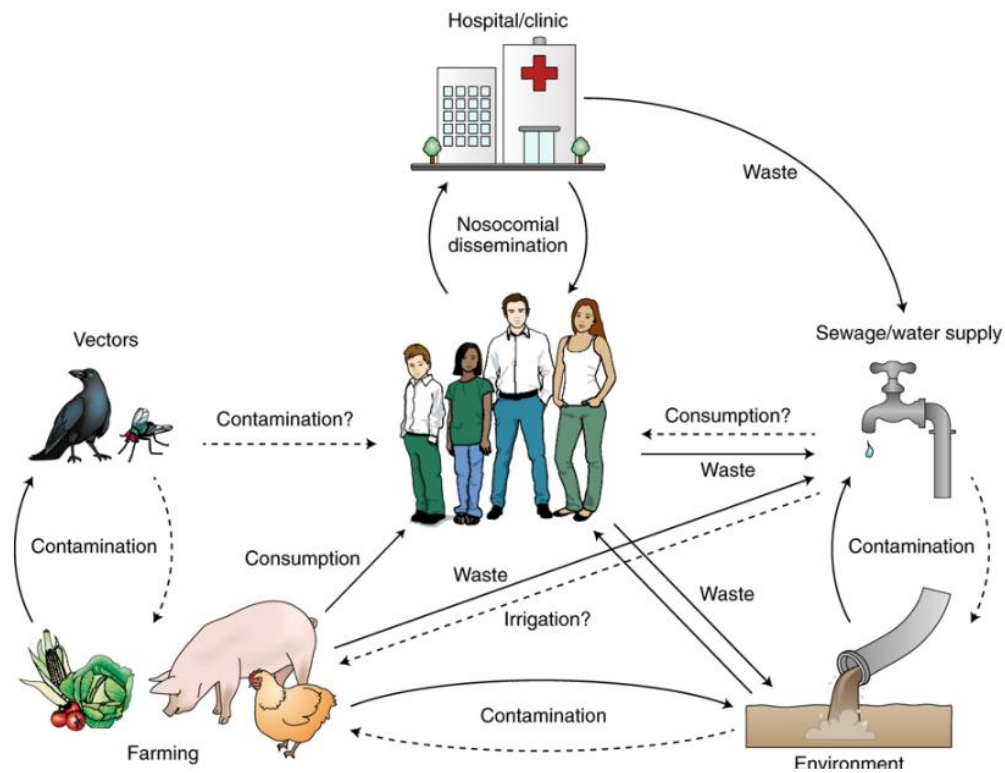 Hospital/clinic
Waste
Nosocomial
dissemination
Vectors
Sewage/water supply
Contamination?
Consumption?
Waste
Contamination
Consumption
Waste
Contamination
Waste
Irrigation?
Contamination
Farming
Environment